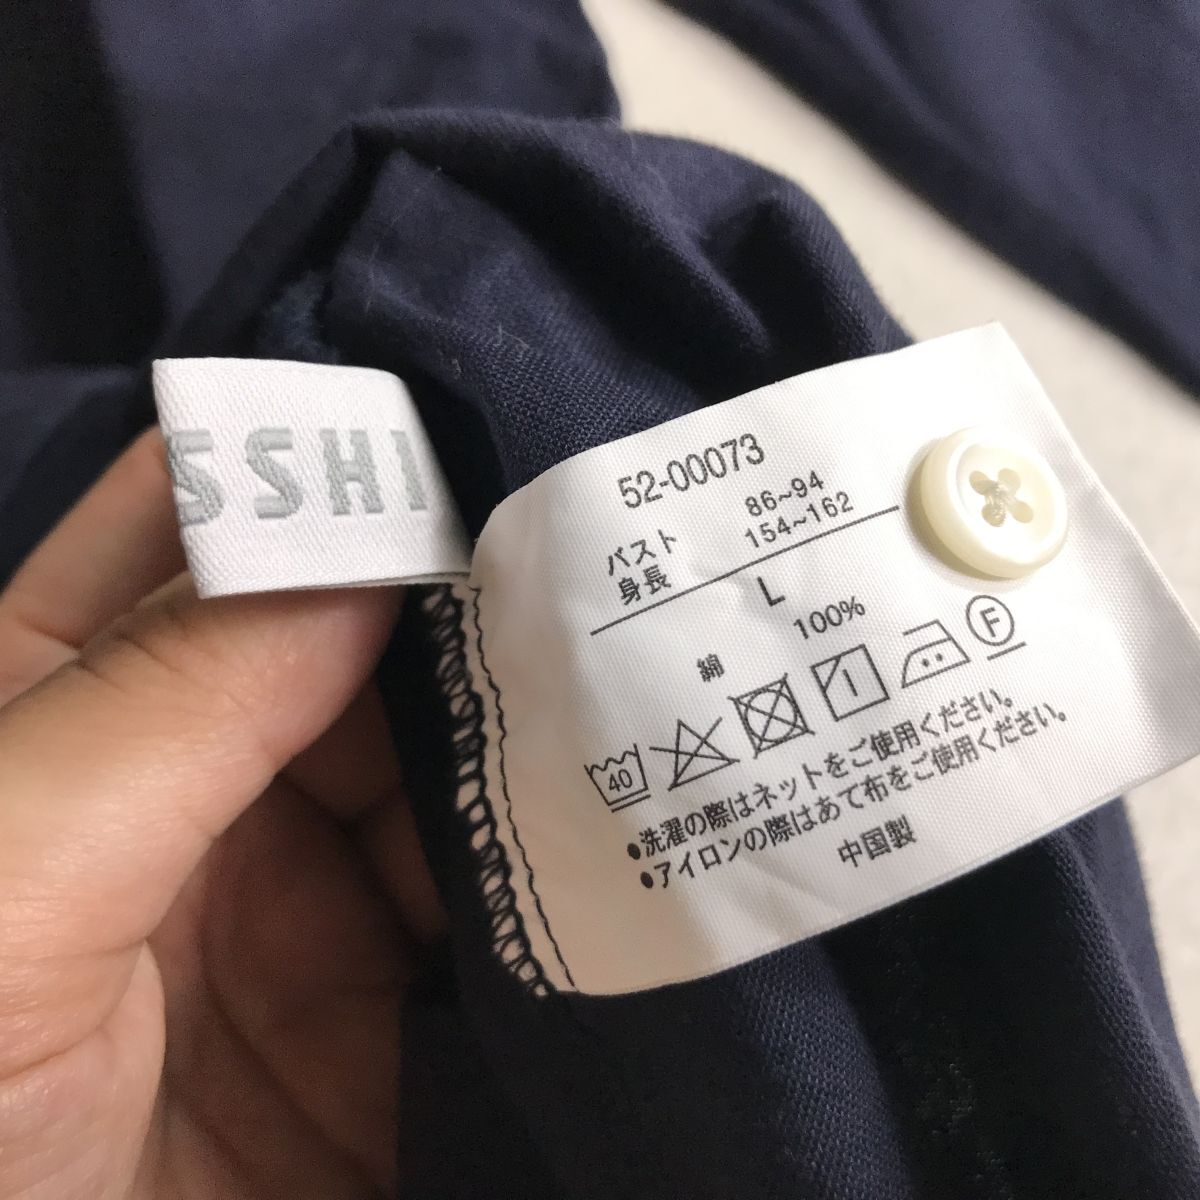 SSHI
52-00073
バスト 86~94
身長 154~162
L
綿 100%
40 F
●洗濯の際はネットをご使用ください。
●アイロンの際はあて布をご使用ください。
中国製